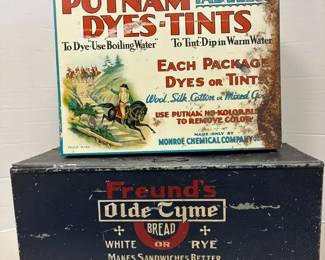 PUTNAM FADELESS
DYES-TINTS
"To Dye-Use Boiling Water" "To Tint-Dip in Warm Water"
EACH PACKAGE
DYES OR TINTS
Wool, Silk Cotton or Mixed
USE PUTNAM NO-KOLOR-BLEACH
TO REMOVE COLOR
MADE ONLY BY
MONROE CHEMICAL COMPANY
Freund's
Olde Tyme
BREAD
WHITE OR RYE
MAKES SANDWICHES BETTER